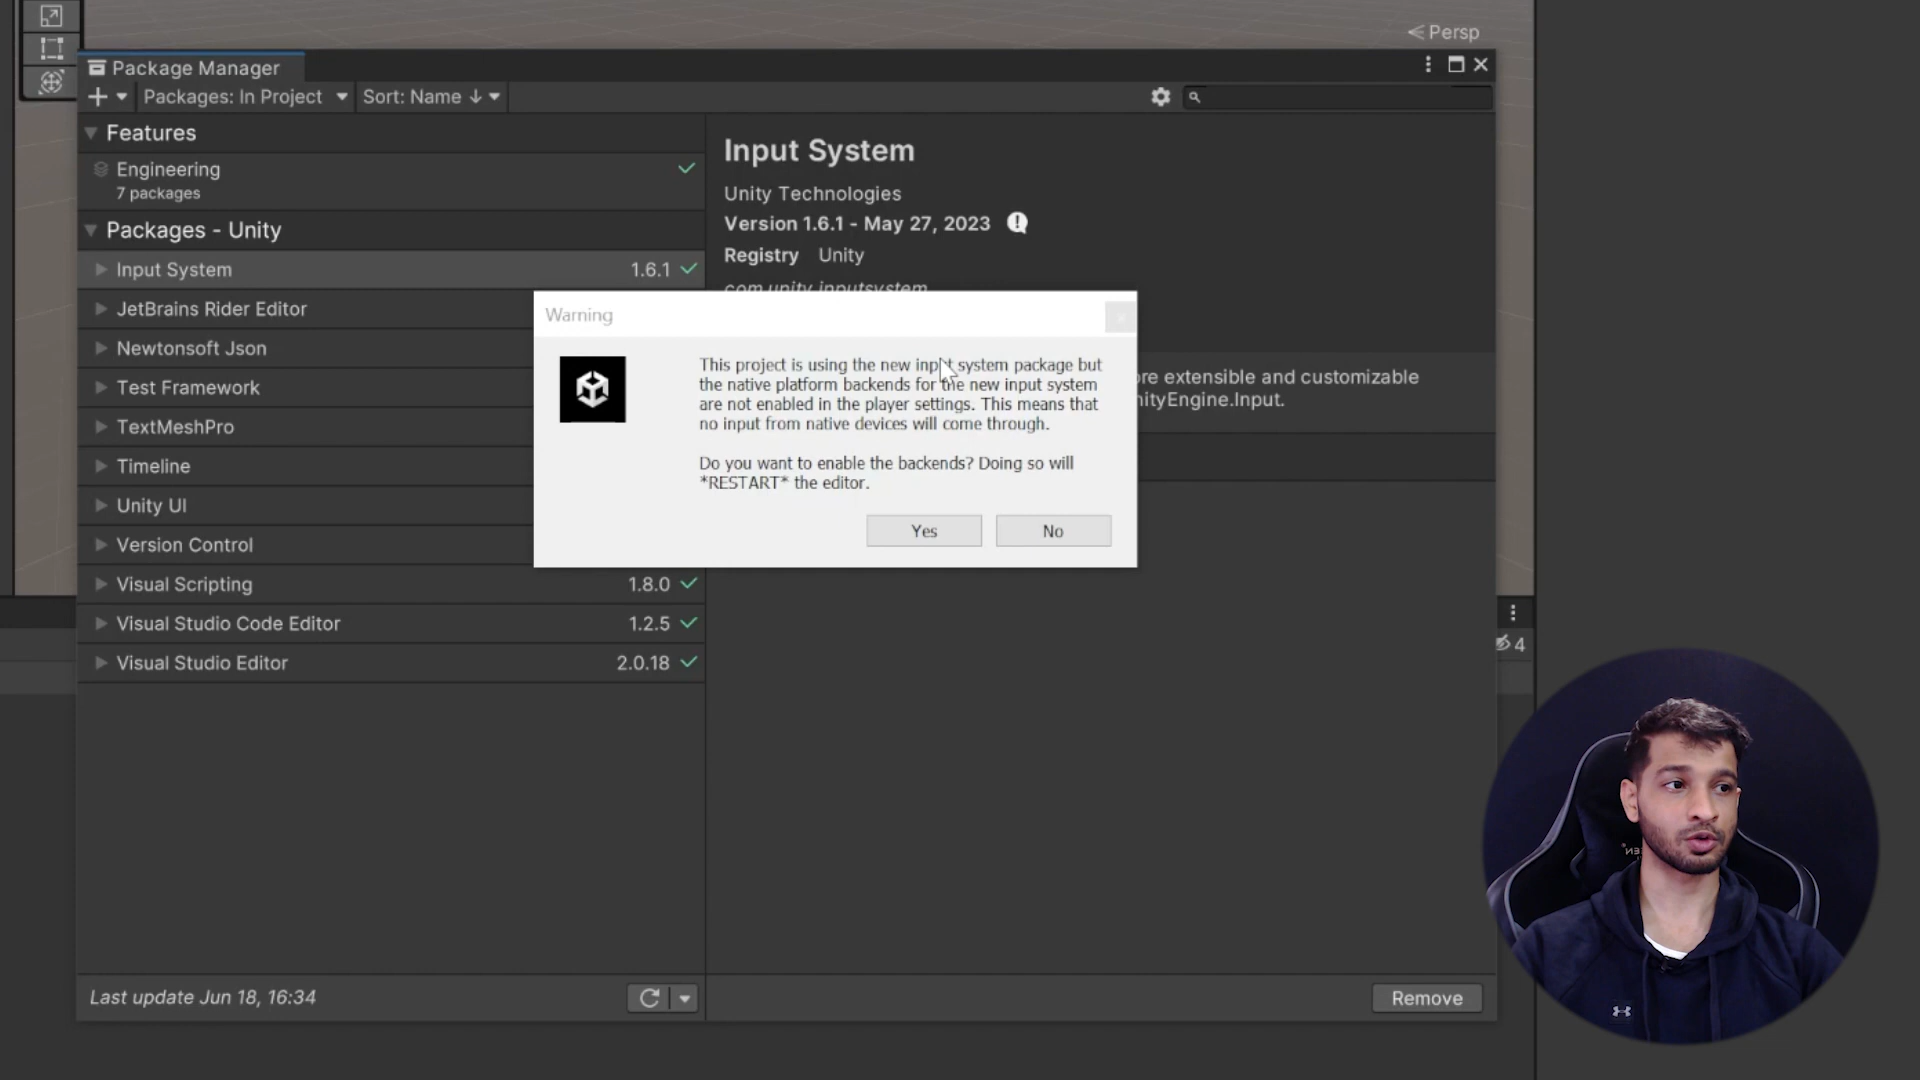 Persp
Package Manager
Packages: In Project
Sort: Name ↓
Features
Engineering
7 packages
Packages - Unity
Input System 1.6.1
JetBrains Rider Editor
Newtonsoft Json
Test Framework
TextMeshPro
Timeline
Unity UI
Version Control
Visual Scripting 1.8.0
Visual Studio Code Editor 1.2.5
Visual Studio Editor 2.0.18
Last update Jun 18, 16:34
Input System
Unity Technologies
Version 1.6.1 - May 27, 2023
Registry Unity
com.unity.inputsystem
re extensible and customizable
nityEngine.Input.
Warning
This project is using the new input system package but
the native platform backends for the new input system
are not enabled in the player settings. This means that
no input from native devices will come through.
Do you want to enable the backends? Doing so will
*RESTART* the editor.
Yes
No
4
Remove